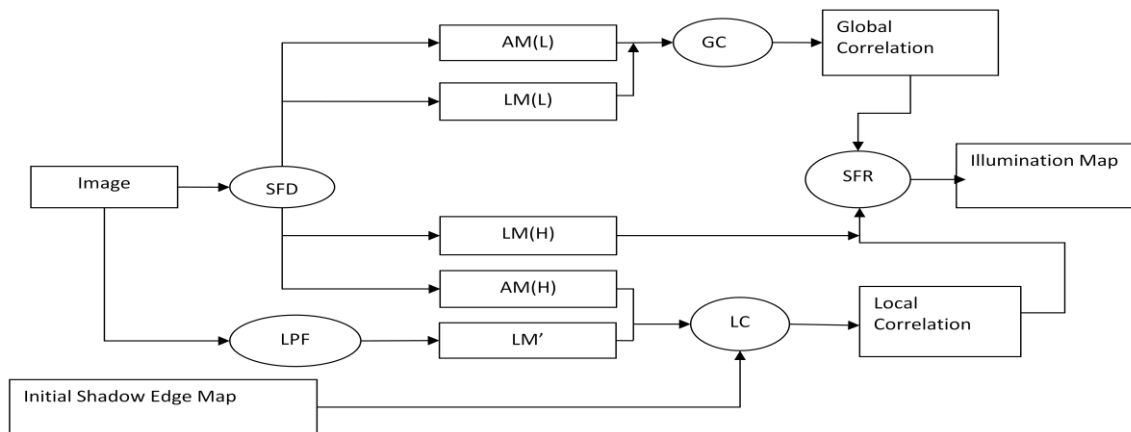 AM(L)
GC
Global
Correlation
LM(L)
Image
SFD
SFR
Illumination Map
LM(H)
AM(H)
LPF
LM’
LC
Local
Correlation
Initial Shadow Edge Map